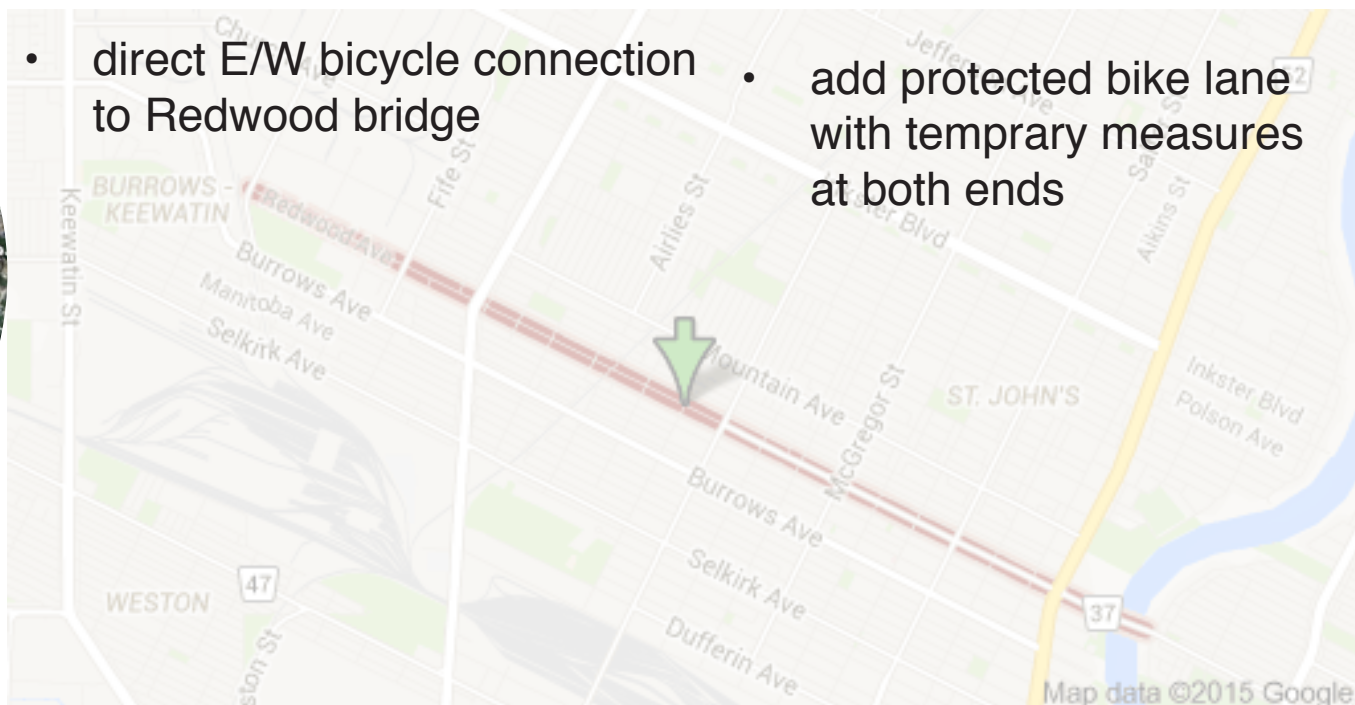 • direct E/W bicycle connection
to Redwood bridge
• add protected bike lane
with temprary measures
at both ends
Jefferson Ave
52
BURROWS -
KEEWATIN
Keewatin St
Redwood Ave
Fife St
Airlies St
Inkster Blvd
Aikins St
Burrows Ave
Manitoba Ave
Selkirk Ave
Mountain Ave
McGregor St
ST. JOHN'S
Inkster Blvd
Polson Ave
Burrows Ave
Selkirk Ave
Dufferin Ave
WESTON
47
37
Map data ©2015 Google